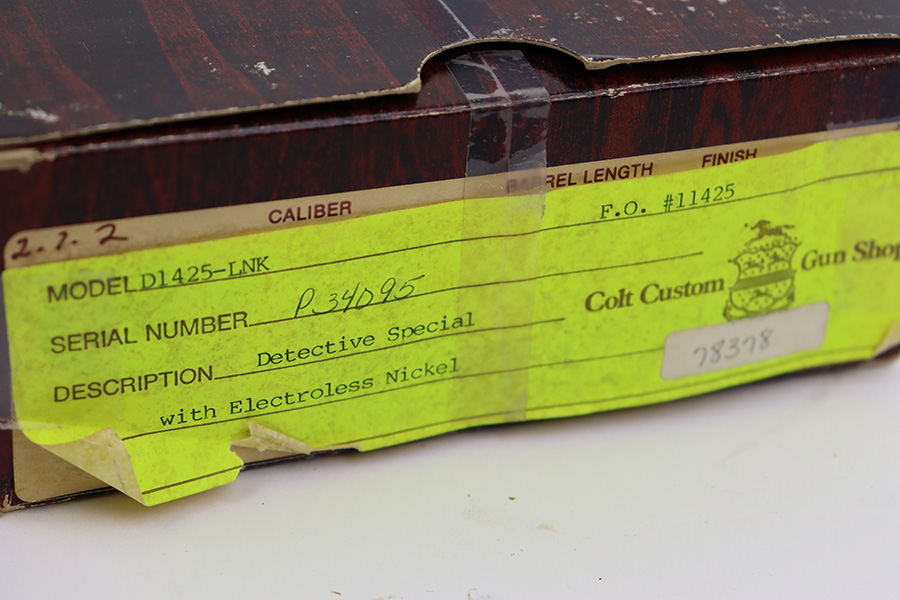 CALIBER BARREL LENGTH FINISH
2.7.2
MODEL D1425-LNK F.O. #11425
SERIAL NUMBER P34095
Colt Custom Gun Shop
DESCRIPTION Detective Special
78378
with Electroless Nickel